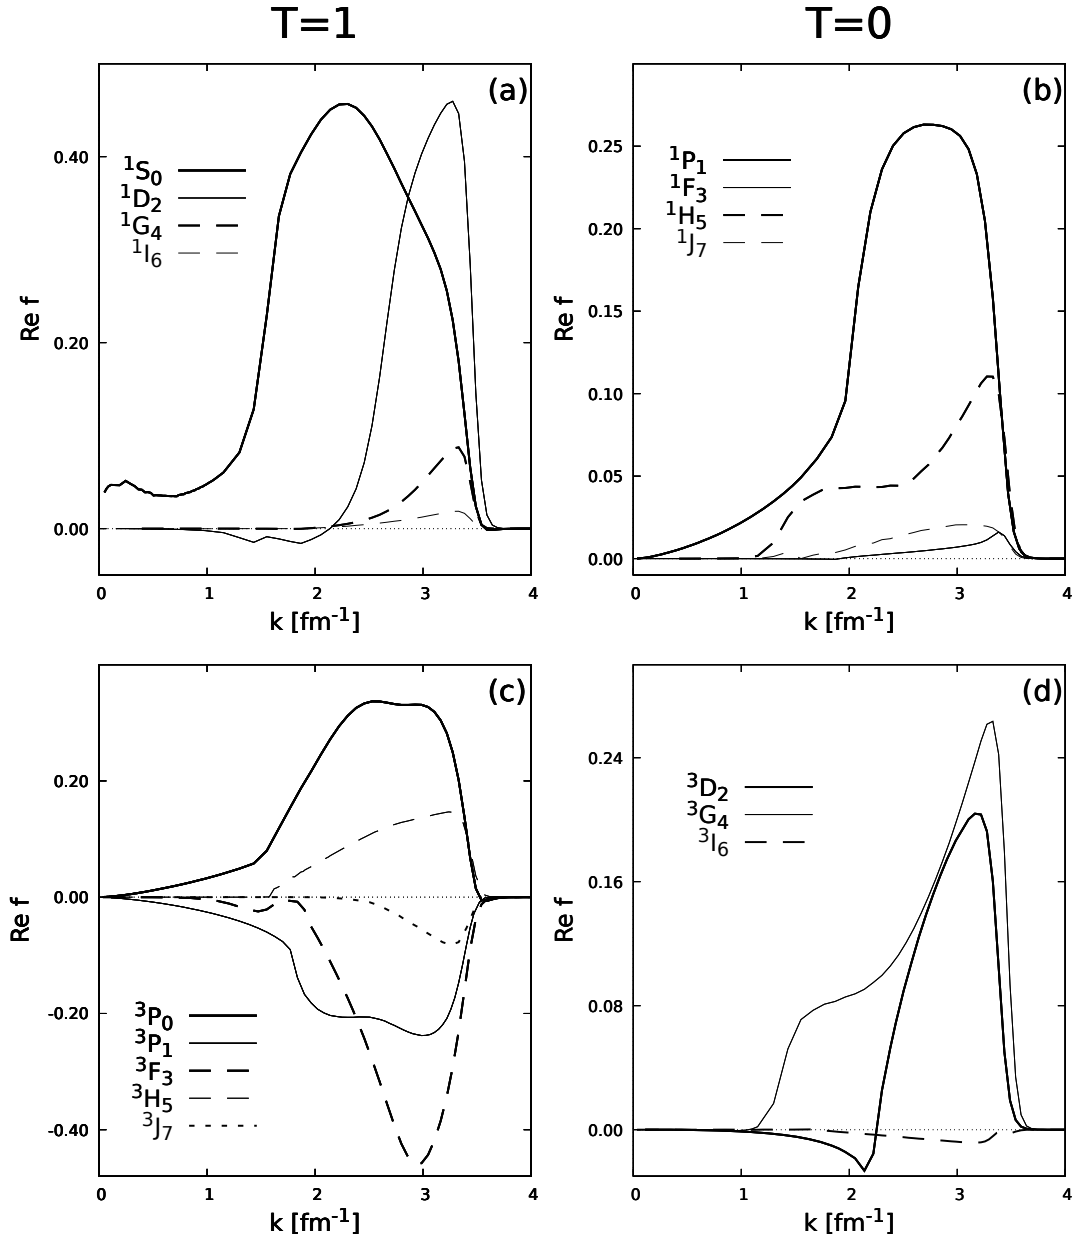 T=1
T=0
(a)
0.40
0.20
0.00
Re f
¹S₀
¹D₂
¹G₄
¹I₆
0 1 2 3 4
k [fm⁻¹]
(b)
0.25
0.20
0.15
0.10
0.05
0.00
Re f
¹P₁
¹F₃
¹H₅
¹J₇
0 1 2 3 4
k [fm⁻¹]
(c)
0.20
0.00
-0.20
-0.40
Re f
³P₀
³P₁
³F₃
³H₅
³J₇
0 1 2 3 4
k [fm⁻¹]
(d)
0.24
0.16
0.08
0.00
Re f
³D₂
³G₄
³I₆
0 1 2 3 4
k [fm⁻¹]